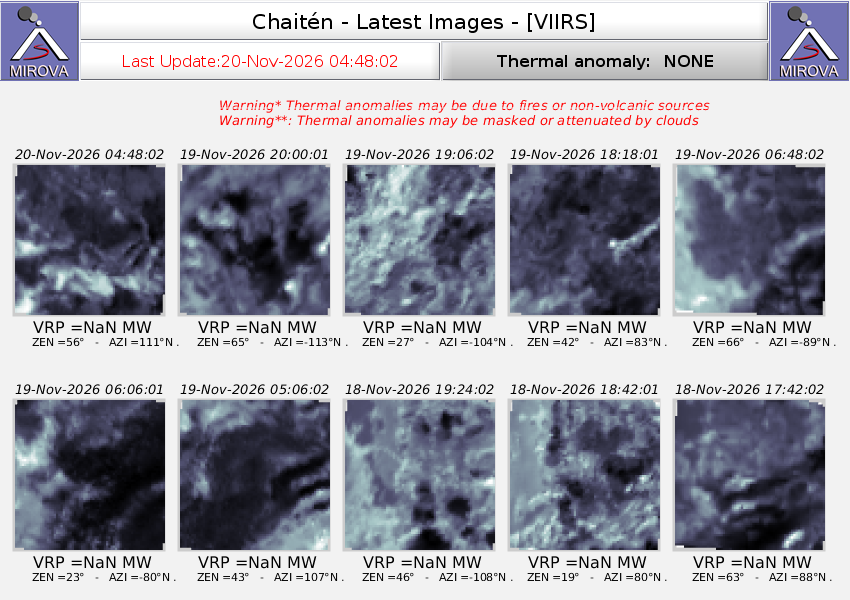 Chaitén - Latest Images - [VIIRS]
MIROVA
Last Update:20-Nov-2026 04:48:02
Thermal anomaly: NONE
MIROVA
Warning* Thermal anomalies may be due to fires or non-volcanic sources
Warning**: Thermal anomalies may be masked or attenuated by clouds
20-Nov-2026 04:48:02 19-Nov-2026 20:00:01 19-Nov-2026 19:06:02 19-Nov-2026 18:18:01 19-Nov-2026 06:48:02
VRP =NaN MW VRP =NaN MW VRP =NaN MW VRP =NaN MW VRP =NaN MW
ZEN =56° - AZI =111°N . ZEN =65° - AZI =-113°N . ZEN =27° - AZI =-104°N . ZEN =42° - AZI =83°N . ZEN =66° - AZI =-89°N .
19-Nov-2026 06:06:01 19-Nov-2026 05:06:02 18-Nov-2026 19:24:02 18-Nov-2026 18:42:01 18-Nov-2026 17:42:02
VRP =NaN MW VRP =NaN MW VRP =NaN MW VRP =NaN MW VRP =NaN MW
ZEN =23° - AZI =-80°N . ZEN =43° - AZI =107°N . ZEN =46° - AZI =-108°N . ZEN =19° - AZI =80°N . ZEN =63° - AZI =88°N .